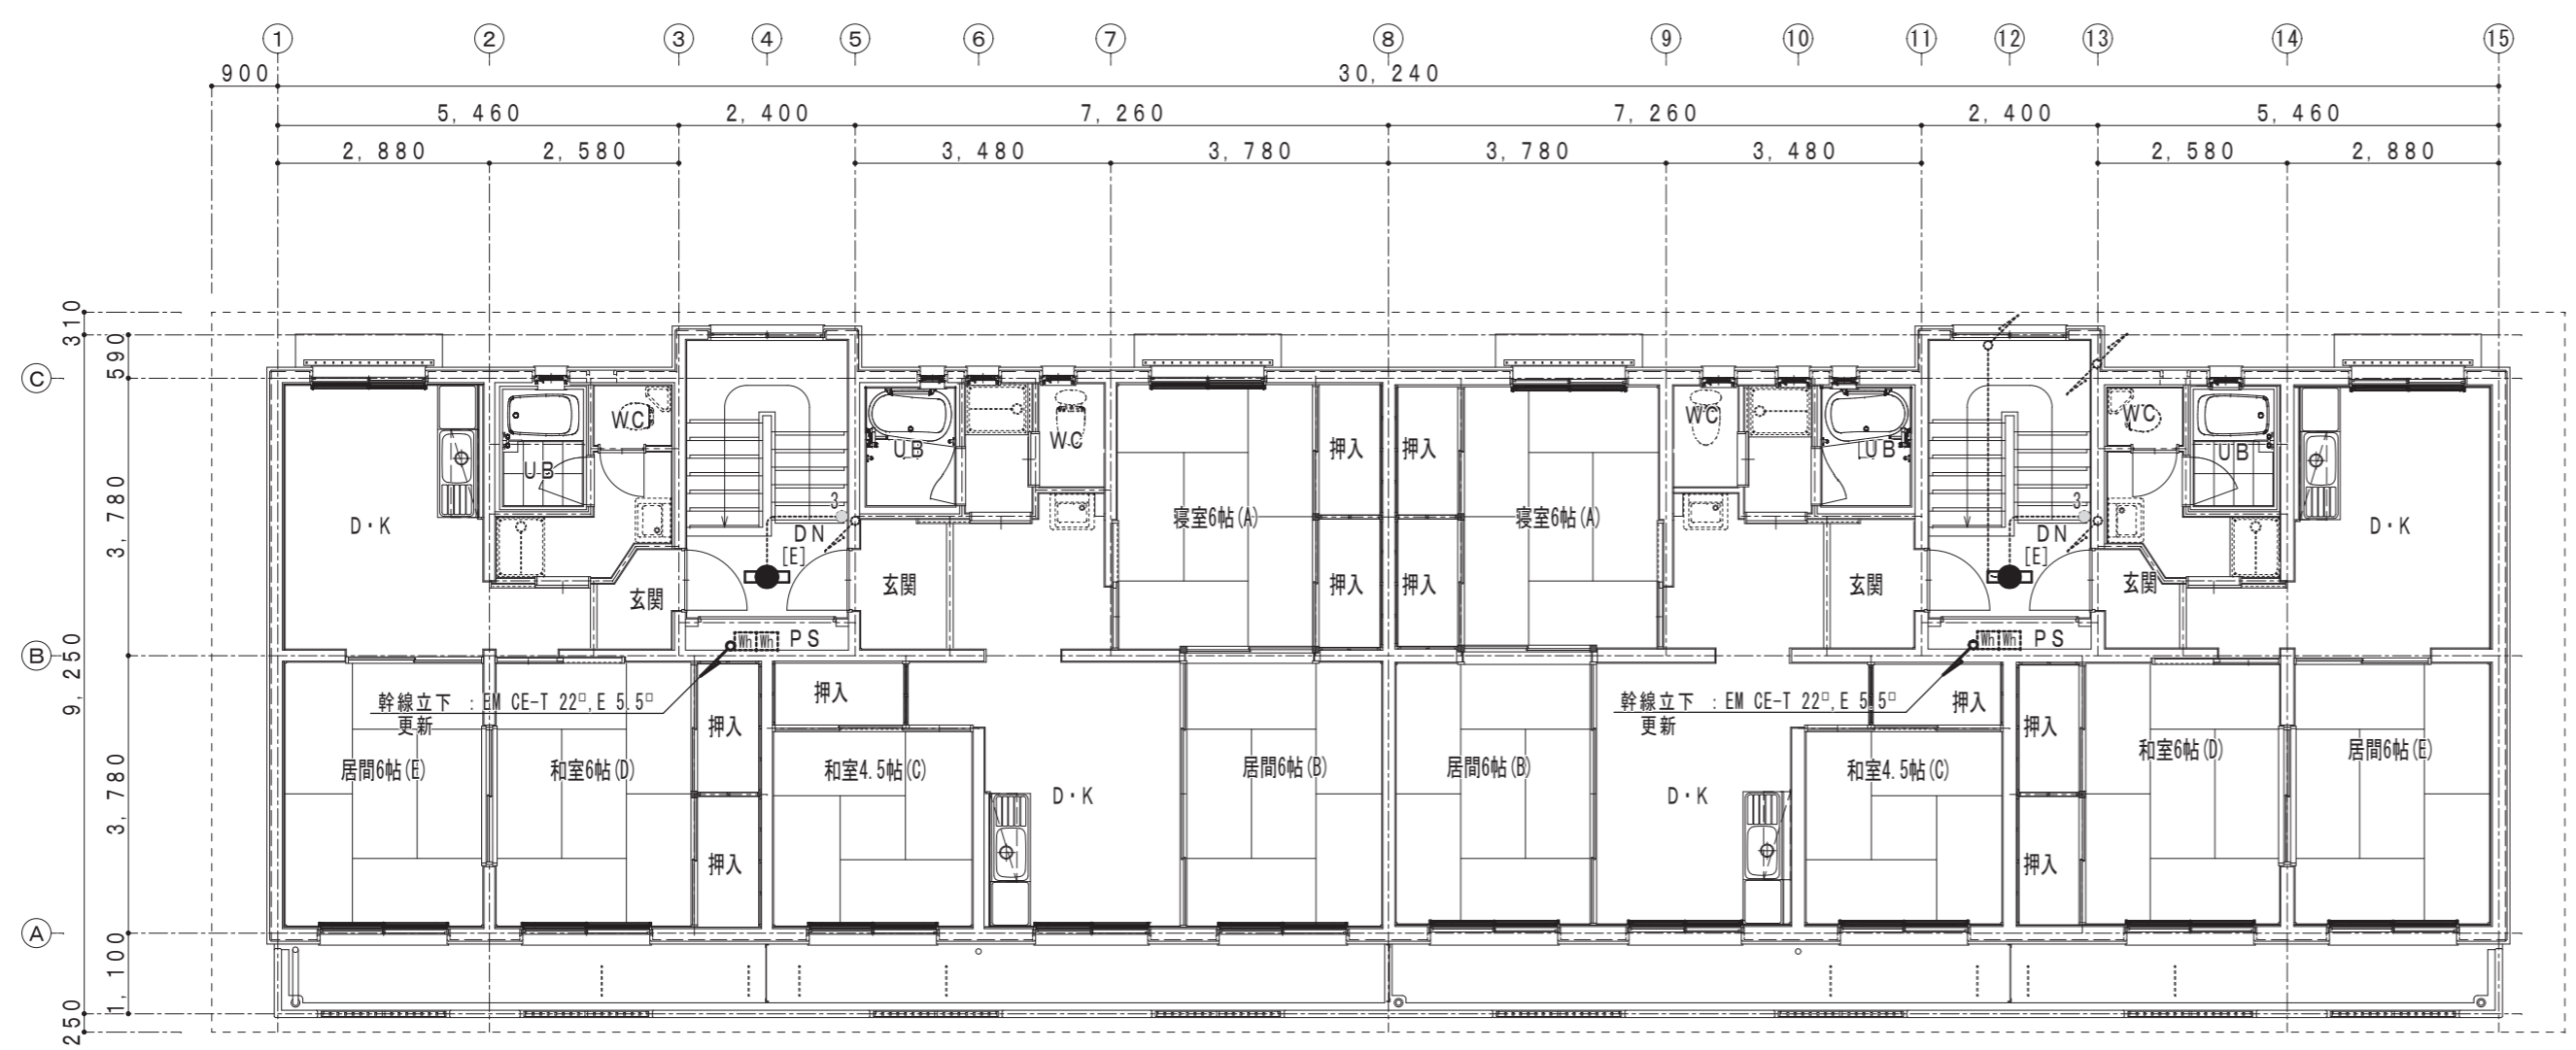 ① ② ③ ④ ⑤ ⑥ ⑦ ⑧ ⑨ ⑩ ⑪ ⑫ ⑬ ⑭ ⑮
900 30,240
5,460 2,400 7,260 7,260 2,400 5,460
2,880 2,580 3,480 3,780 3,780 3,480 2,580 2,880
310
590
Ⓒ
3,780
Ⓑ
9,250
3,780
Ⓐ
1,100
250
WC WC WC WC
UB UB UB UB
押入 押入
D・K 寝室6帖(A) 寝室6帖(A) D・K
3 3
DN DN
[E] [E]
玄関 玄関 押入 押入 玄関 玄関
Wh Wh PS Wh Wh PS
幹線立下 :EM CE-T 22□,E 5.5□
更新
幹線立下 :EM CE-T 22□,E 5.5□
更新
押入 押入 押入 押入
居間6帖(E) 和室6帖(D) 和室4.5帖(C) 居間6帖(B) 居間6帖(B) 和室4.5帖(C) 和室6帖(D) 居間6帖(E)
D・K D・K
押入 押入